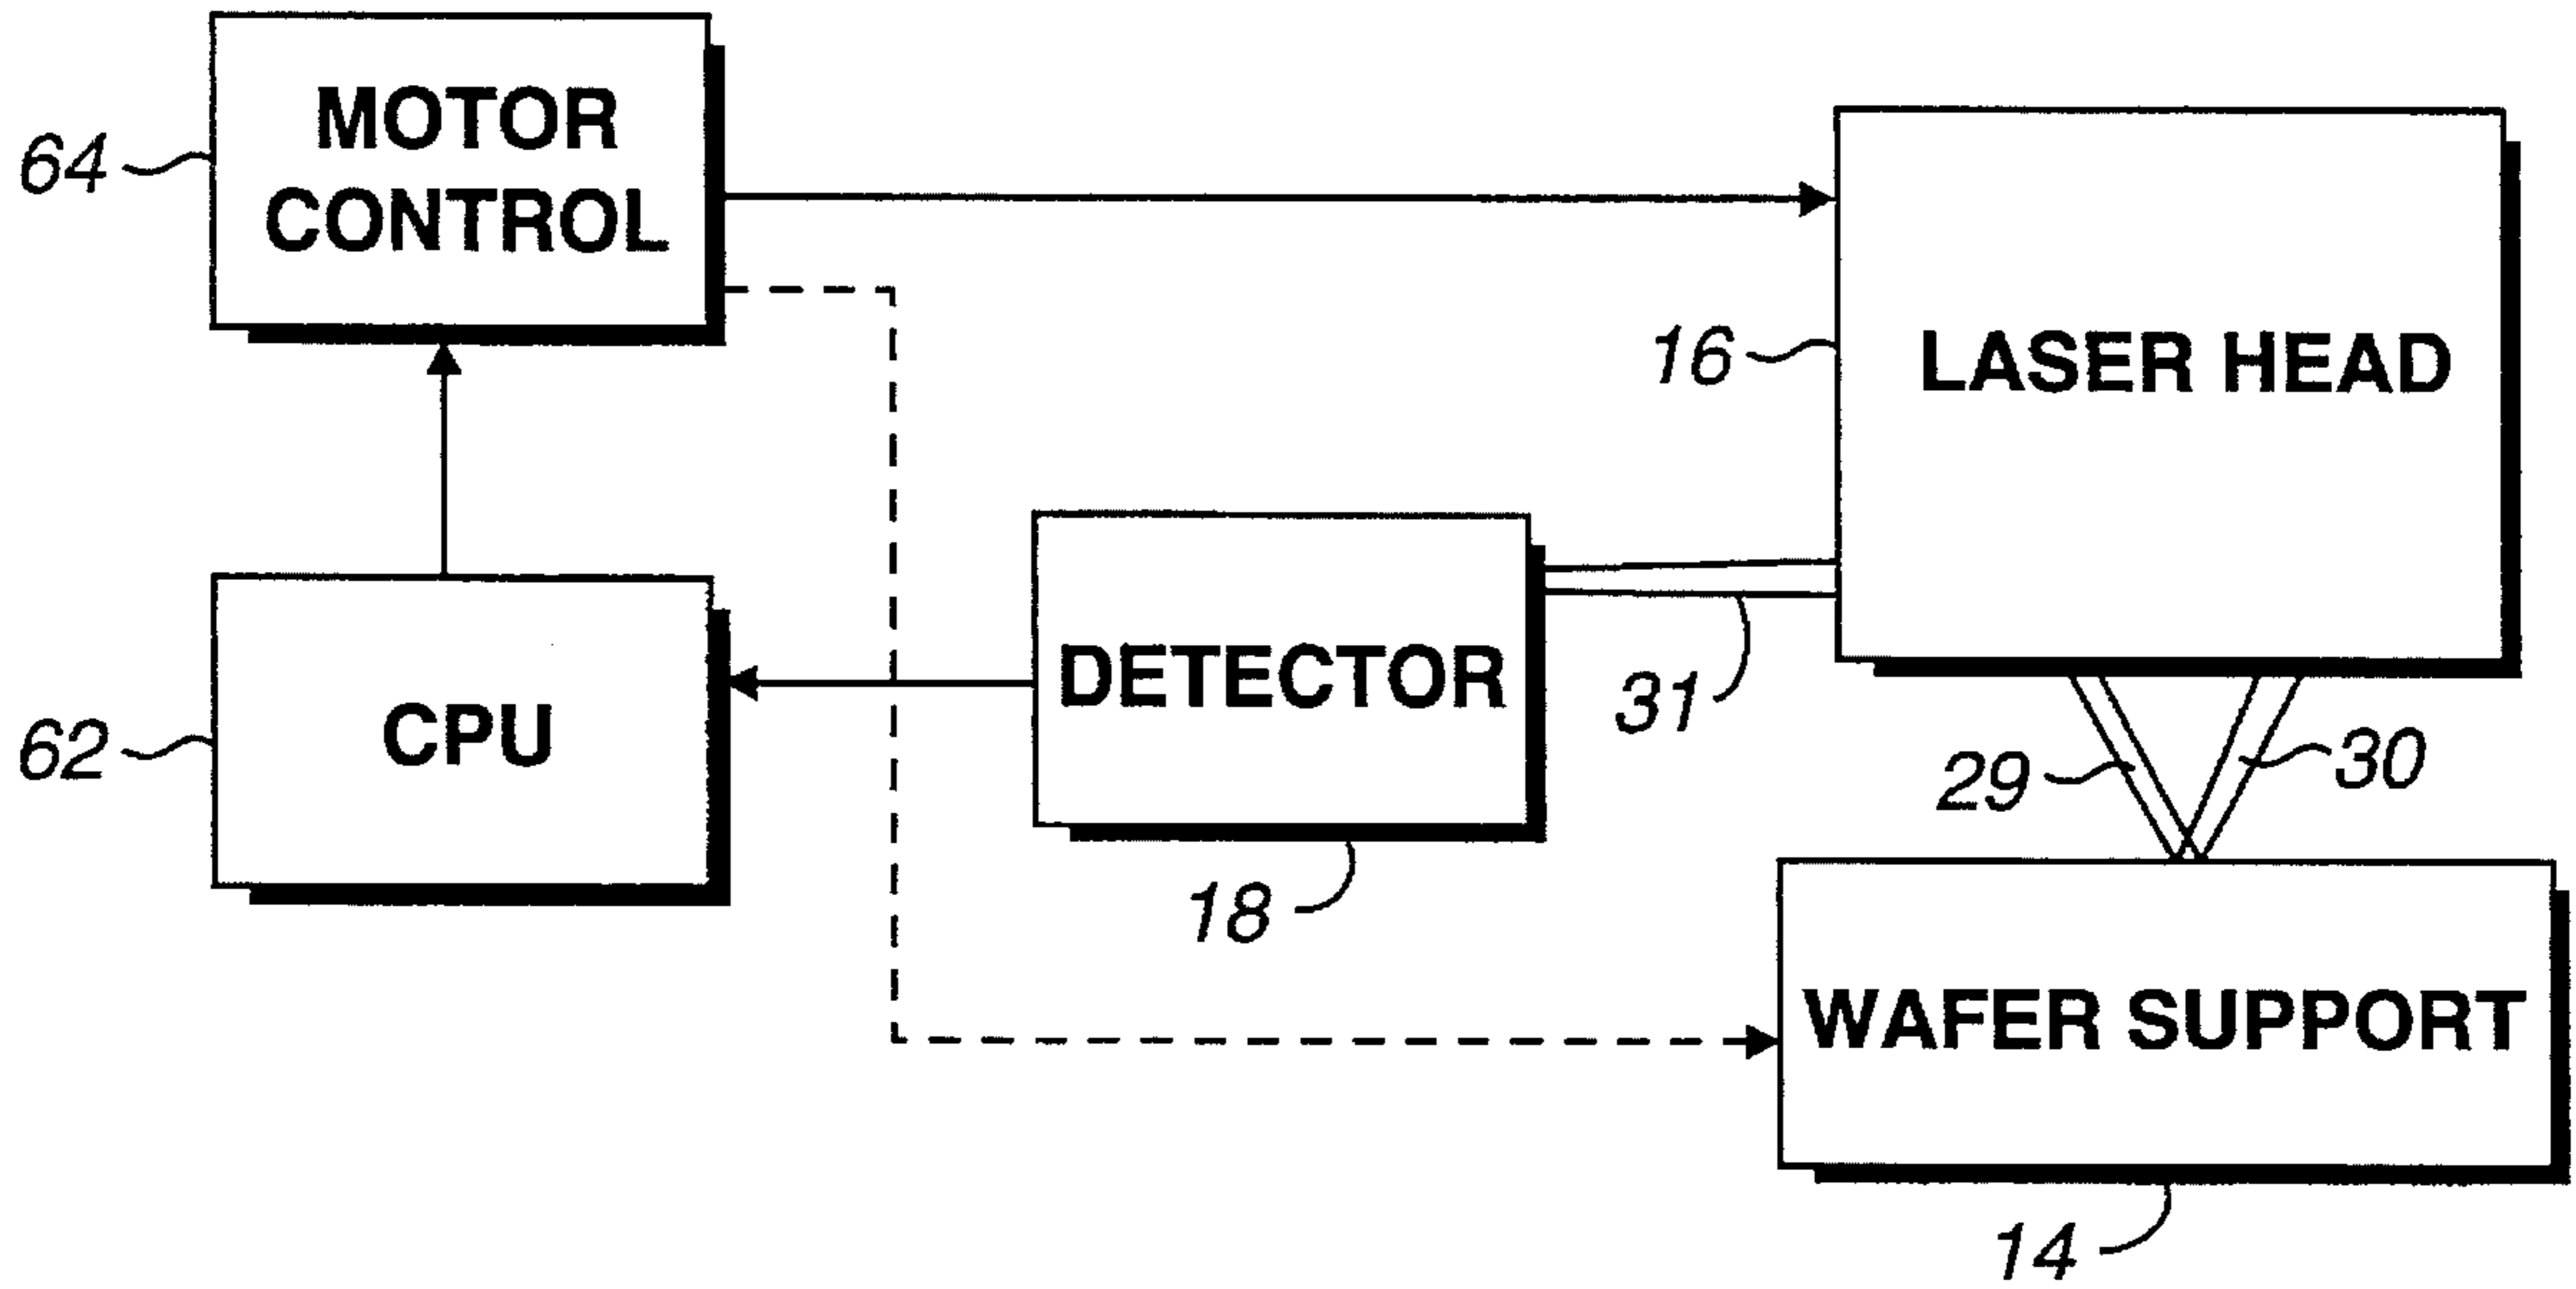 MOTOR
CONTROL
64
LASER HEAD
16
DETECTOR
31
CPU
62
29
30
18
WAFER SUPPORT
14